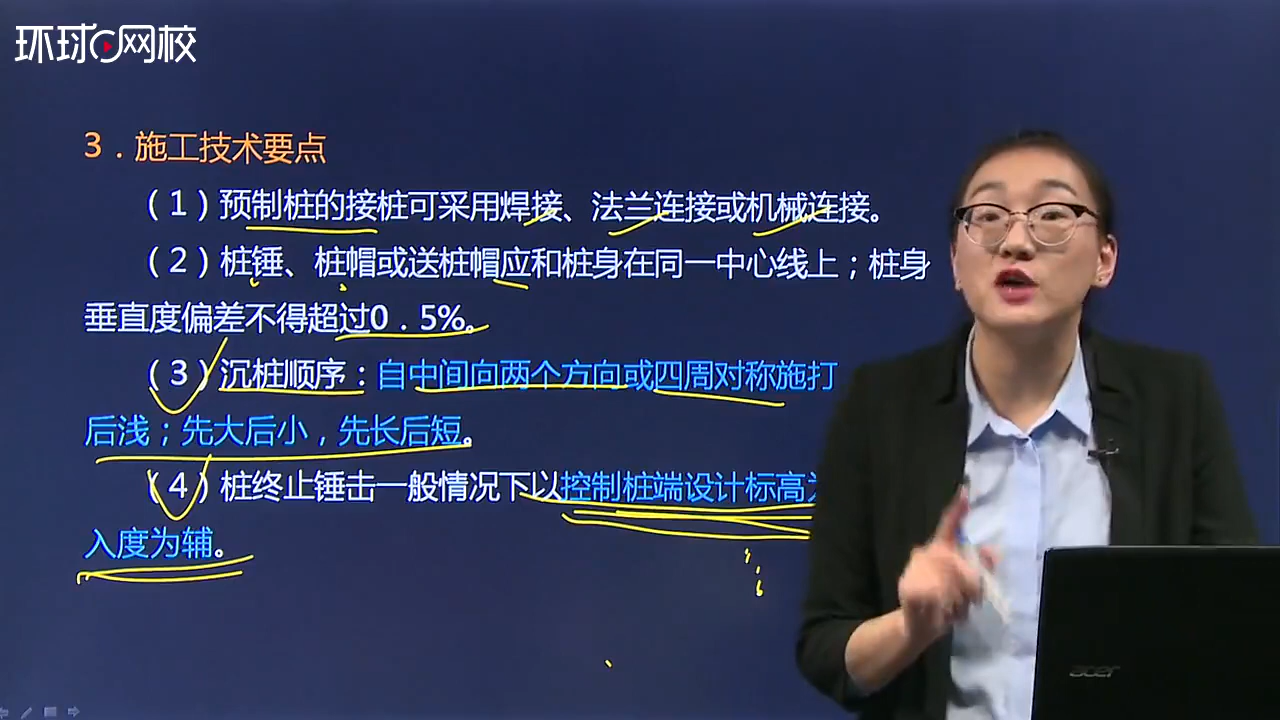 环球网校
3．施工技术要点
（1）预制桩的接桩可采用焊接、法兰连接或机械连接。
（2）桩锤、桩帽或送桩帽应和桩身在同一中心线上；桩身
垂直度偏差不得超过0．5%。
（3）沉桩顺序：自中间向两个方向或四周对称施打
后浅；先大后小，先长后短。
（4）桩终止锤击一般情况下以控制桩端设计标高
入度为辅。
acer